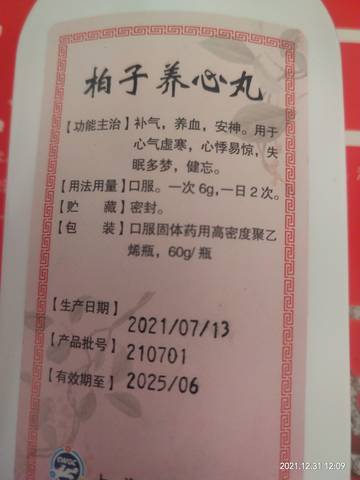 柏子养心丸
【功能主治】补气，养血，安神。用于
心气虚寒，心悸易惊，失
眠多梦，健忘。
【用法用量】口服。一次6g,一日2次。
【贮 藏】密封。
【包 装】口服固体药用高密度聚乙
烯瓶，60g/瓶
【生产日期】2021/07/13
【产品批号】210701
【有效期至】2025/06
2021.12.31 12:09